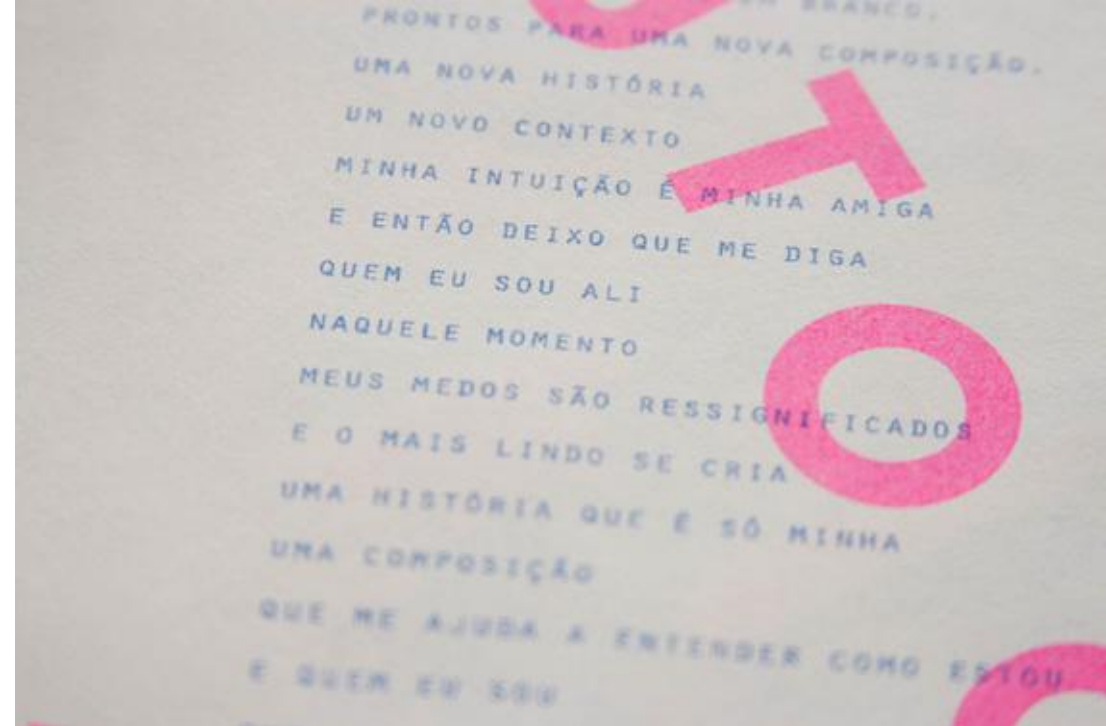 EM BRANCO,
PRONTOS PARA UMA NOVA COMPOSIÇÃO.
UMA NOVA HISTÓRIA
UM NOVO CONTEXTO
MINHA INTUIÇÃO É MINHA AMIGA
E ENTÃO DEIXO QUE ME DIGA
QUEM EU SOU ALI
NAQUELE MOMENTO
MEUS MEDOS SÃO RESSIGNIFICADOS
E O MAIS LINDO SE CRIA
UMA HISTÓRIA QUE É SÓ MINHA
UMA COMPOSIÇÃO
QUE ME AJUDA A ENTENDER COMO ESTOU
E QUEM EU SOU
T
O